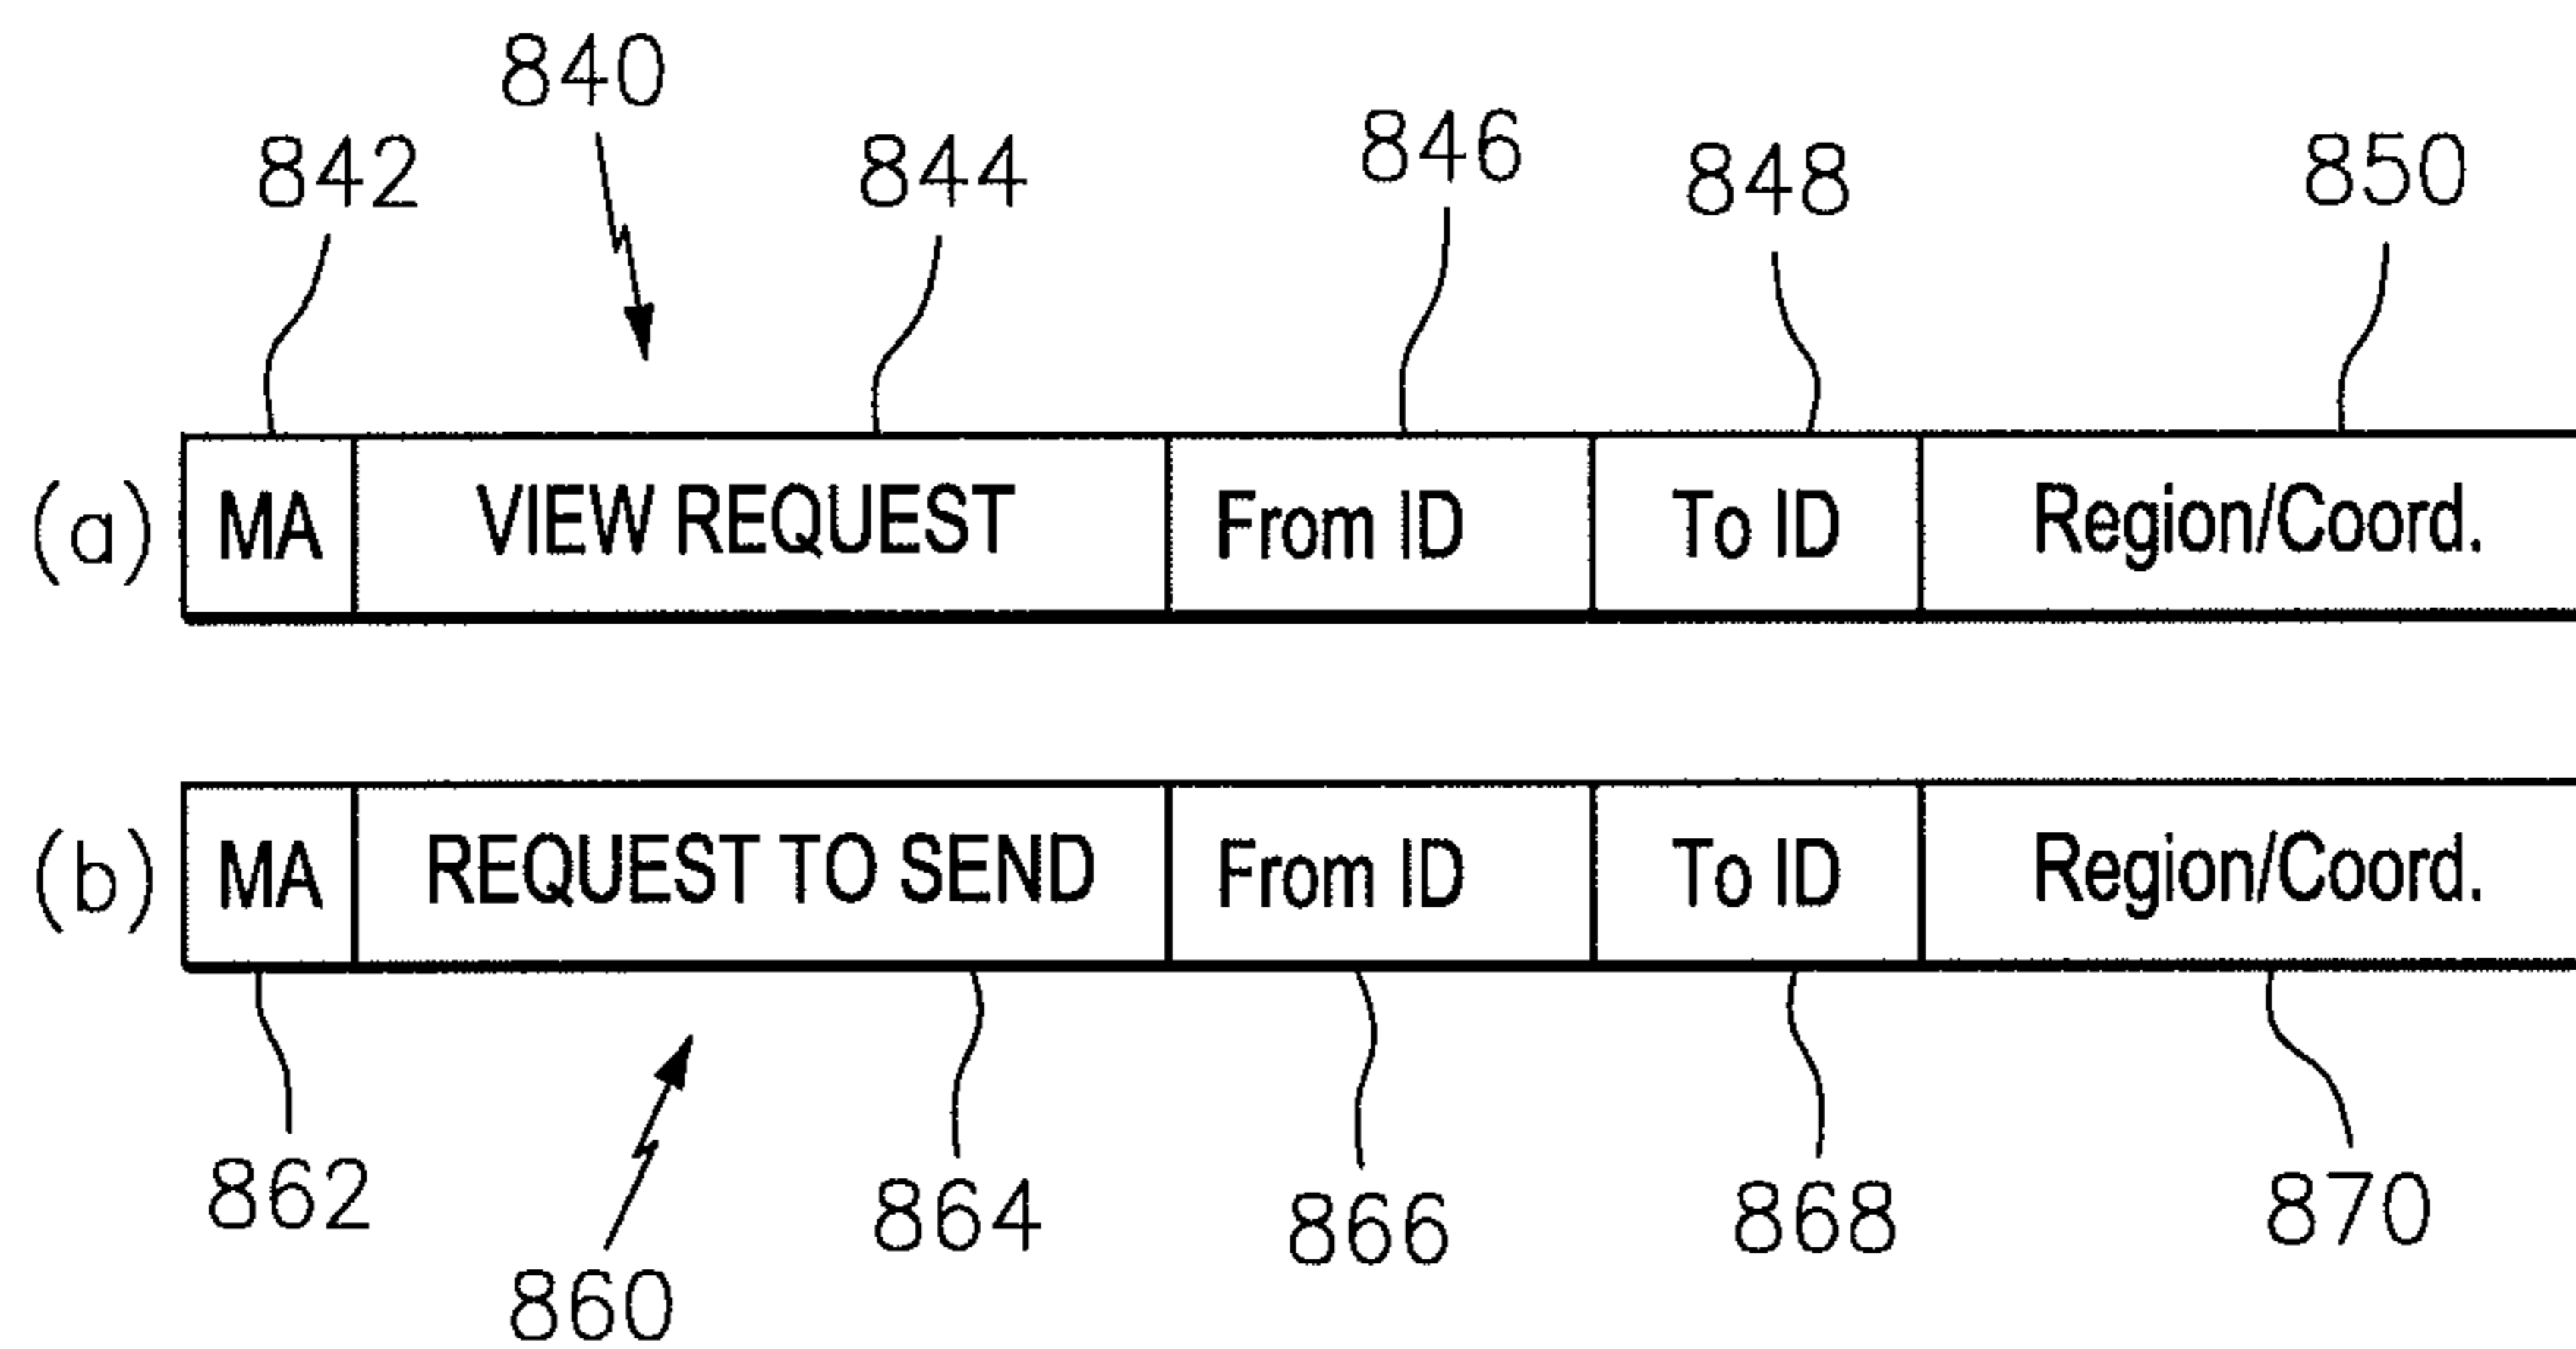 840
842 844 846 848 850
(a) MA VIEW REQUEST From ID To ID Region/Coord.
(b) MA REQUEST TO SEND From ID To ID Region/Coord.
862 864 866 868 870
860